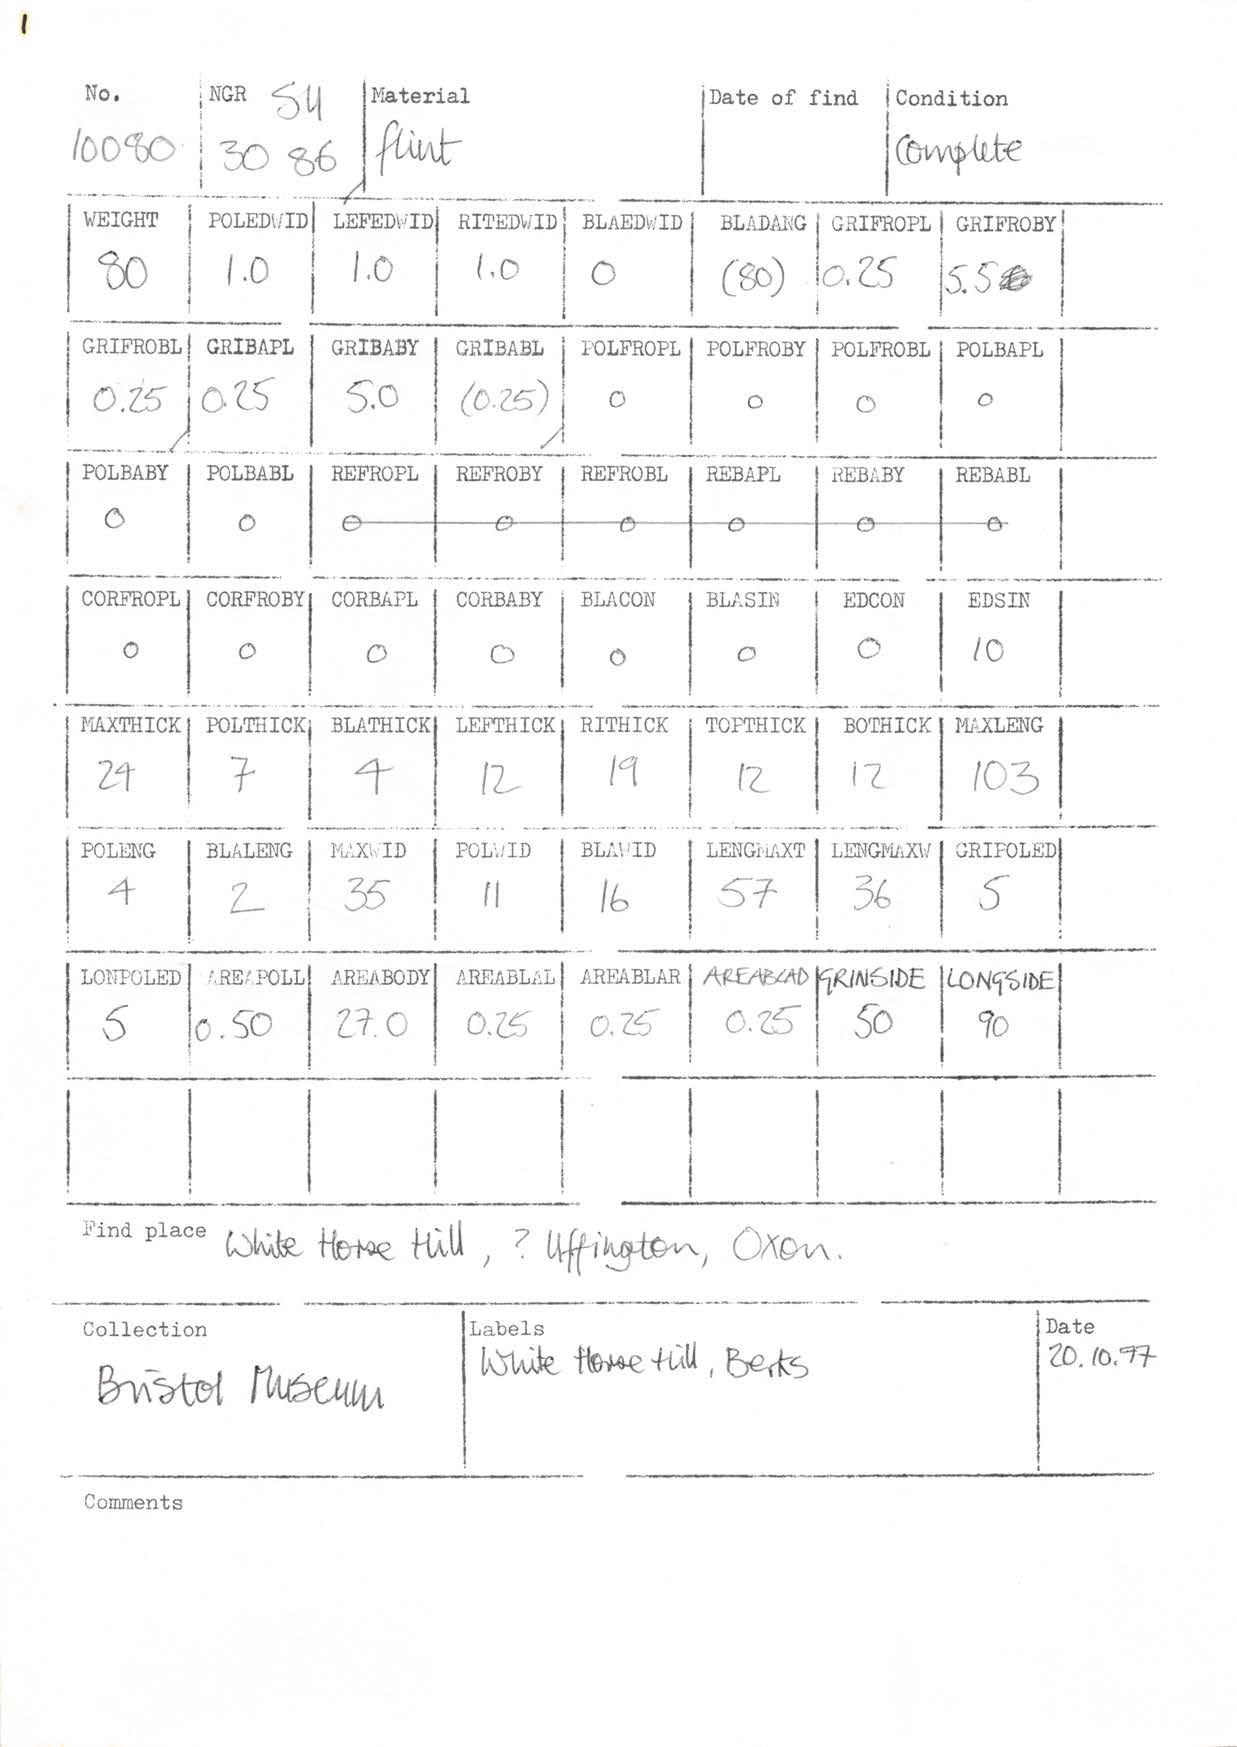 1
No. NGR SU Material Date of find Condition
10080 30 86 flint complete
WEIGHT POLEDWID LEFEDWID RITEDWID BLAEDWID BLADANG GRIFROPL GRIFROBY
80 1.0 1.0 1.0 0 (80) 0.25 5.5
GRIFROBL GRIBAPL GRIBABY GRIBABL POLFROPL POLFROBY POLFROBL POLBAPL
0.25 0.25 5.0 (0.25) 0 0 0 0
POLBABY POLBABL REFROPL REFROBY REFROBL REBAPL REBABY REBABL
0 0 0 0 0 0 0 0
CORFROPL CORFROBY CORBAPL CORBABY BLACON BLASIN EDCON EDSIN
0 0 0 0 0 0 0 10
MAXTHICK POLTHICK BLATHICK LEFTHICK RITHICK TOPTHICK BOTHICK MAXLENG
24 7 4 12 19 12 12 103
POLENG BLALENG MAXWID POLWID BLAWID LENGMAXT LENGMAXW GRIPOLED
4 2 35 11 16 57 36 5
LONPOLED AREAPOLL AREABODY AREABLAL AREABLAR AREABLAD GRINSIDE LONGSIDE
5 0.50 27.0 0.25 0.25 0.25 50 90
Find place White Horse Hill, ? Uffington, Oxon.
Collection Labels Date
Bristol Museum White Horse Hill, Berks 20.10.97
Comments